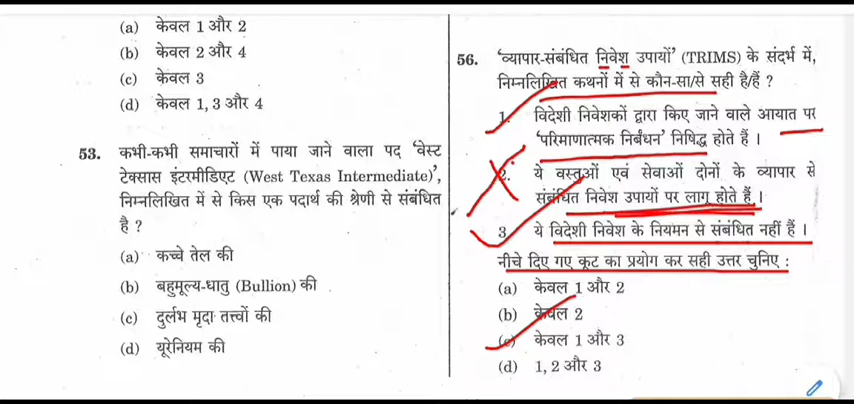 (a) केवल 1 और 2
(b) केवल 2 और 4
(c) केवल 3
(d) केवल 1, 3 और 4
53. कभी-कभी समाचारों में पाया जाने वाला पद 'वेस्ट
टेक्सास इंटरमीडिएट (West Texas Intermediate)',
निम्नलिखित में से किस एक पदार्थ की श्रेणी से संबंधित
है ?
(a) कच्चे तेल की
(b) बहुमूल्य-धातु (Bullion) की
(c) दुर्लभ मृदा तत्त्वों की
(d) यूरेनियम की
56. 'व्यापार-संबंधित निवेश उपायों' (TRIMS) के संदर्भ में,
निम्नलिखित कथनों में से कौन-सा/से सही है/हैं ?
1. विदेशी निवेशकों द्वारा किए जाने वाले आयात पर
'परिमाणात्मक निर्बंधन' निषिद्ध होते हैं ।
2. ये वस्तुओं एवं सेवाओं दोनों के व्यापार से
संबंधित निवेश उपायों पर लागू होते हैं ।
3. ये विदेशी निवेश के नियमन से संबंधित नहीं हैं ।
नीचे दिए गए कूट का प्रयोग कर सही उत्तर चुनिए :
(a) केवल 1 और 2
(b) केवल 2
(c) केवल 1 और 3
(d) 1, 2 और 3